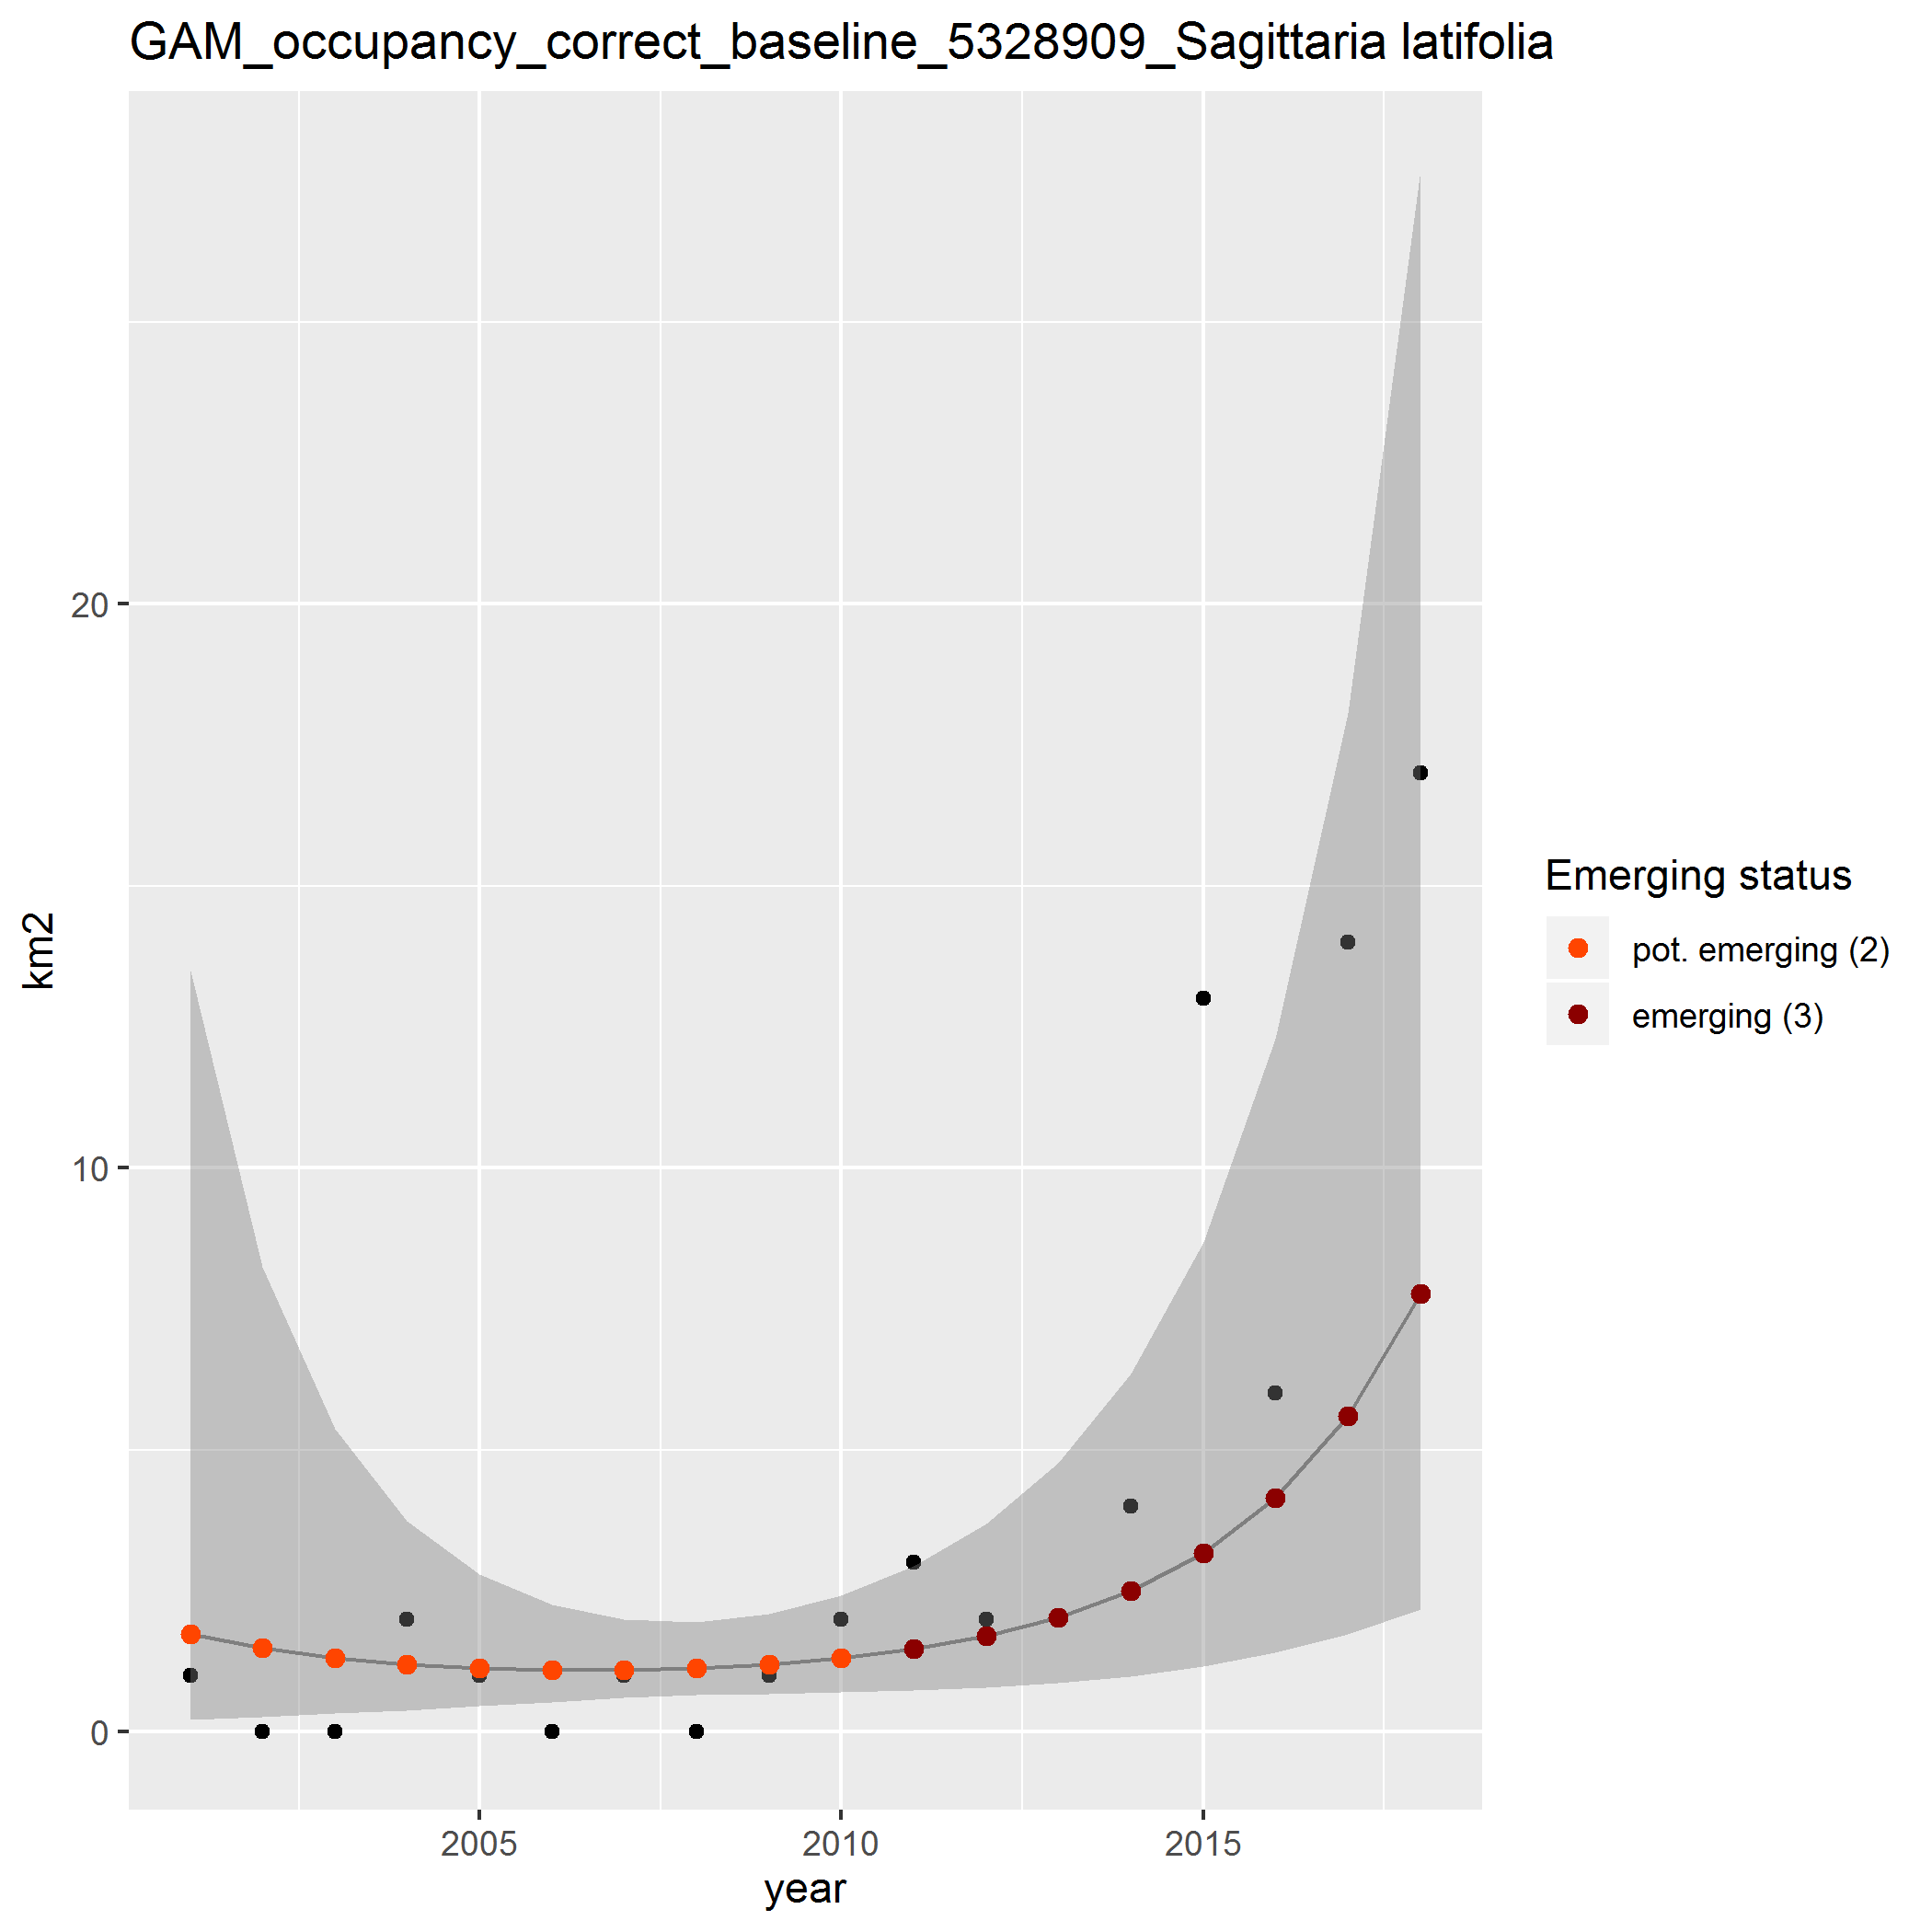 GAM_occupancy_correct_baseline_5328909_Sagittaria latifolia
km2
20
10
0
2005
2010
2015
year
Emerging status
pot. emerging (2)
emerging (3)